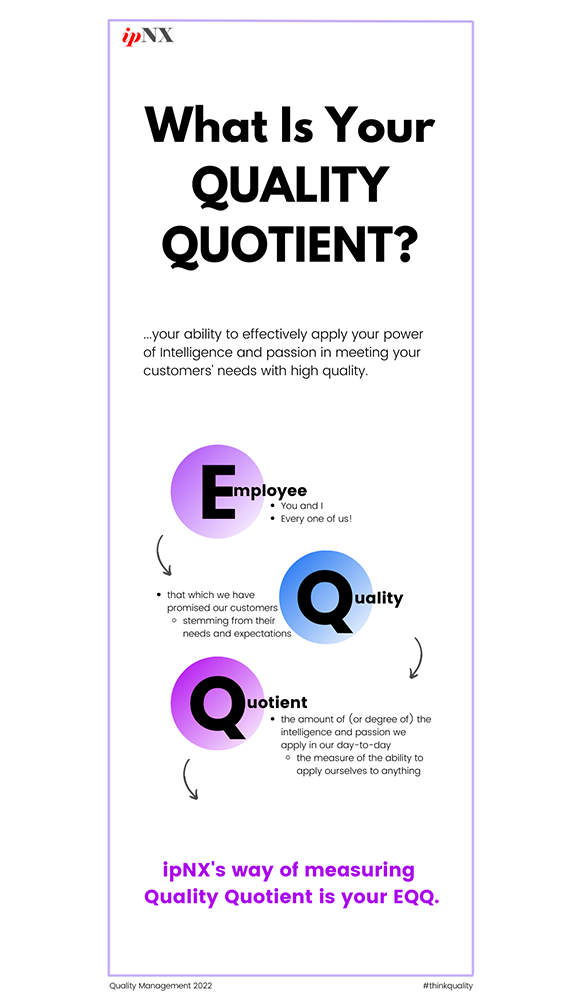 ipNX
What Is Your
QUALITY
QUOTIENT?
...your ability to effectively apply your power
of Intelligence and passion in meeting your
customers' needs with high quality.
Employee
• You and I
• Every one of us!
Quality
• that which we have
promised our customers
◦ stemming from their
needs and expectations
Quotient
• the amount of (or degree of) the
intelligence and passion we
apply in our day-to-day
◦ the measure of the ability to
apply ourselves to anything
ipNX's way of measuring
Quality Quotient is your EQQ.
Quality Management 2022
#thinkquality